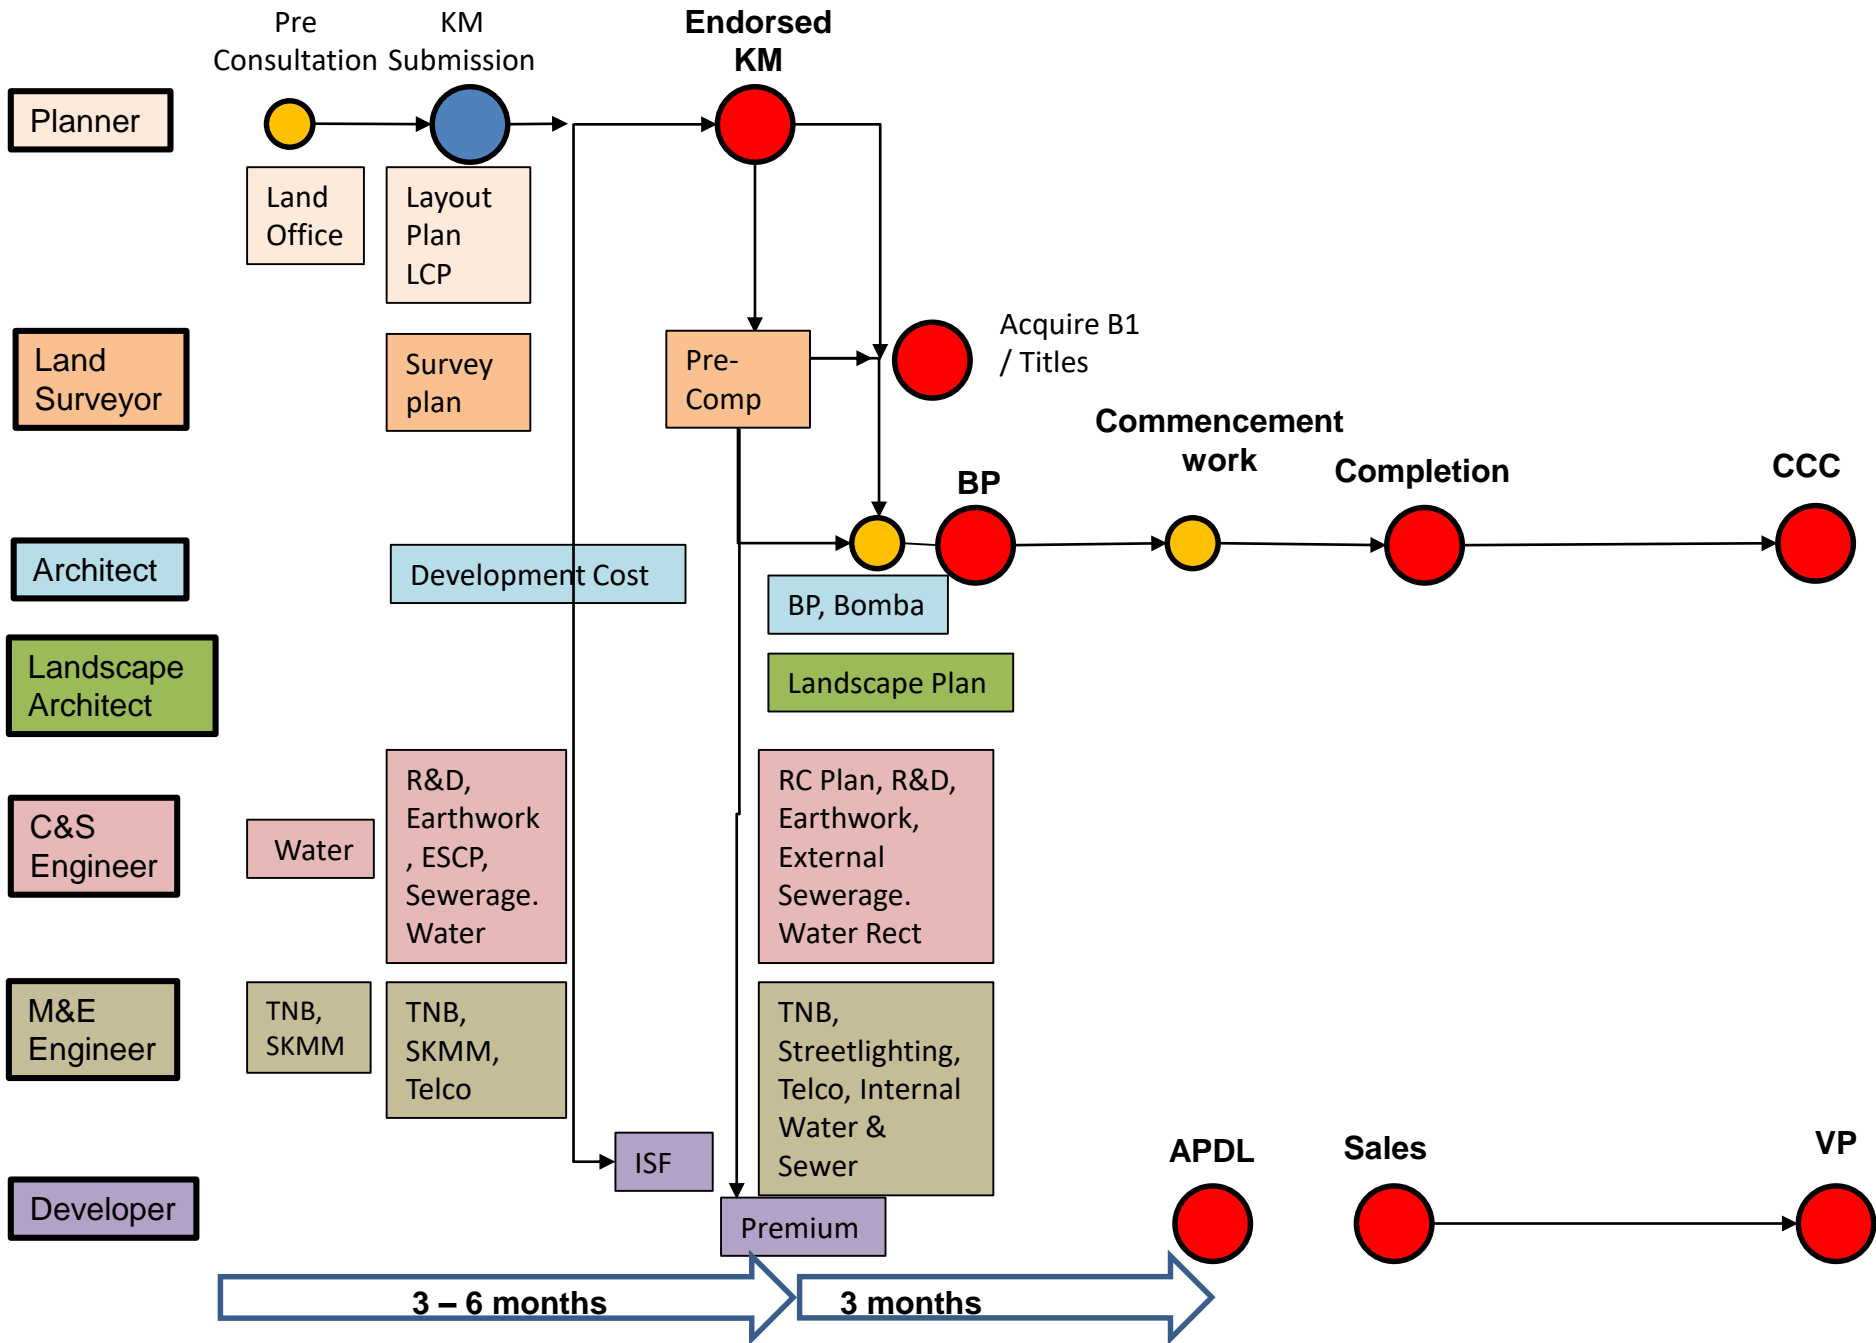 Pre
Consultation
KM
Submission
Endorsed
KM
Planner
Land
Office
Layout
Plan
LCP
Land
Surveyor
Survey
plan
Pre-
Comp
Acquire B1
/ Titles
Commencement
work
Completion
CCC
BP
Architect
Development Cost
BP, Bomba
Landscape
Architect
Landscape Plan
C&S
Engineer
Water
R&D,
Earthwork
, ESCP,
Sewerage.
Water
RC Plan, R&D,
Earthwork,
External
Sewerage.
Water Rect
M&E
Engineer
TNB,
SKMM
TNB,
SKMM,
Telco
TNB,
Streetlighting,
Telco, Internal
Water &
Sewer
Developer
ISF
Premium
APDL
Sales
VP
3 – 6 months
3 months